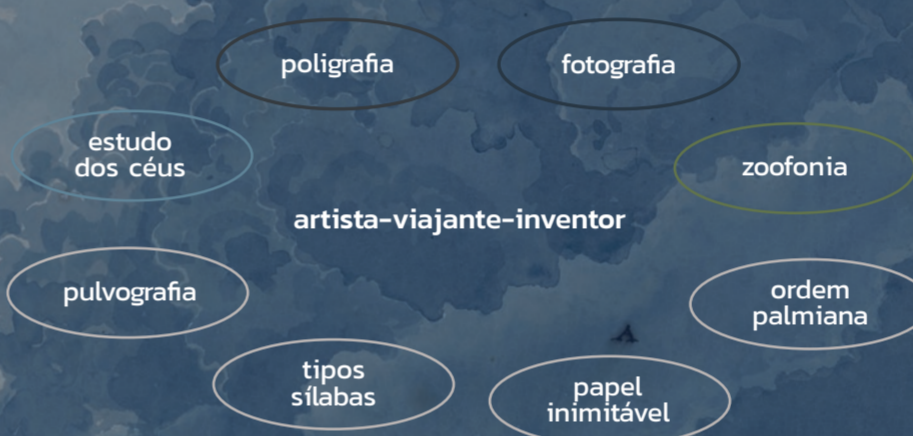 poligrafia
fotografia
estudo
dos céus
zoofonia
artista-viajante-inventor
pulvografia
ordem
palmiana
tipos
sílabas
papel
inimitável